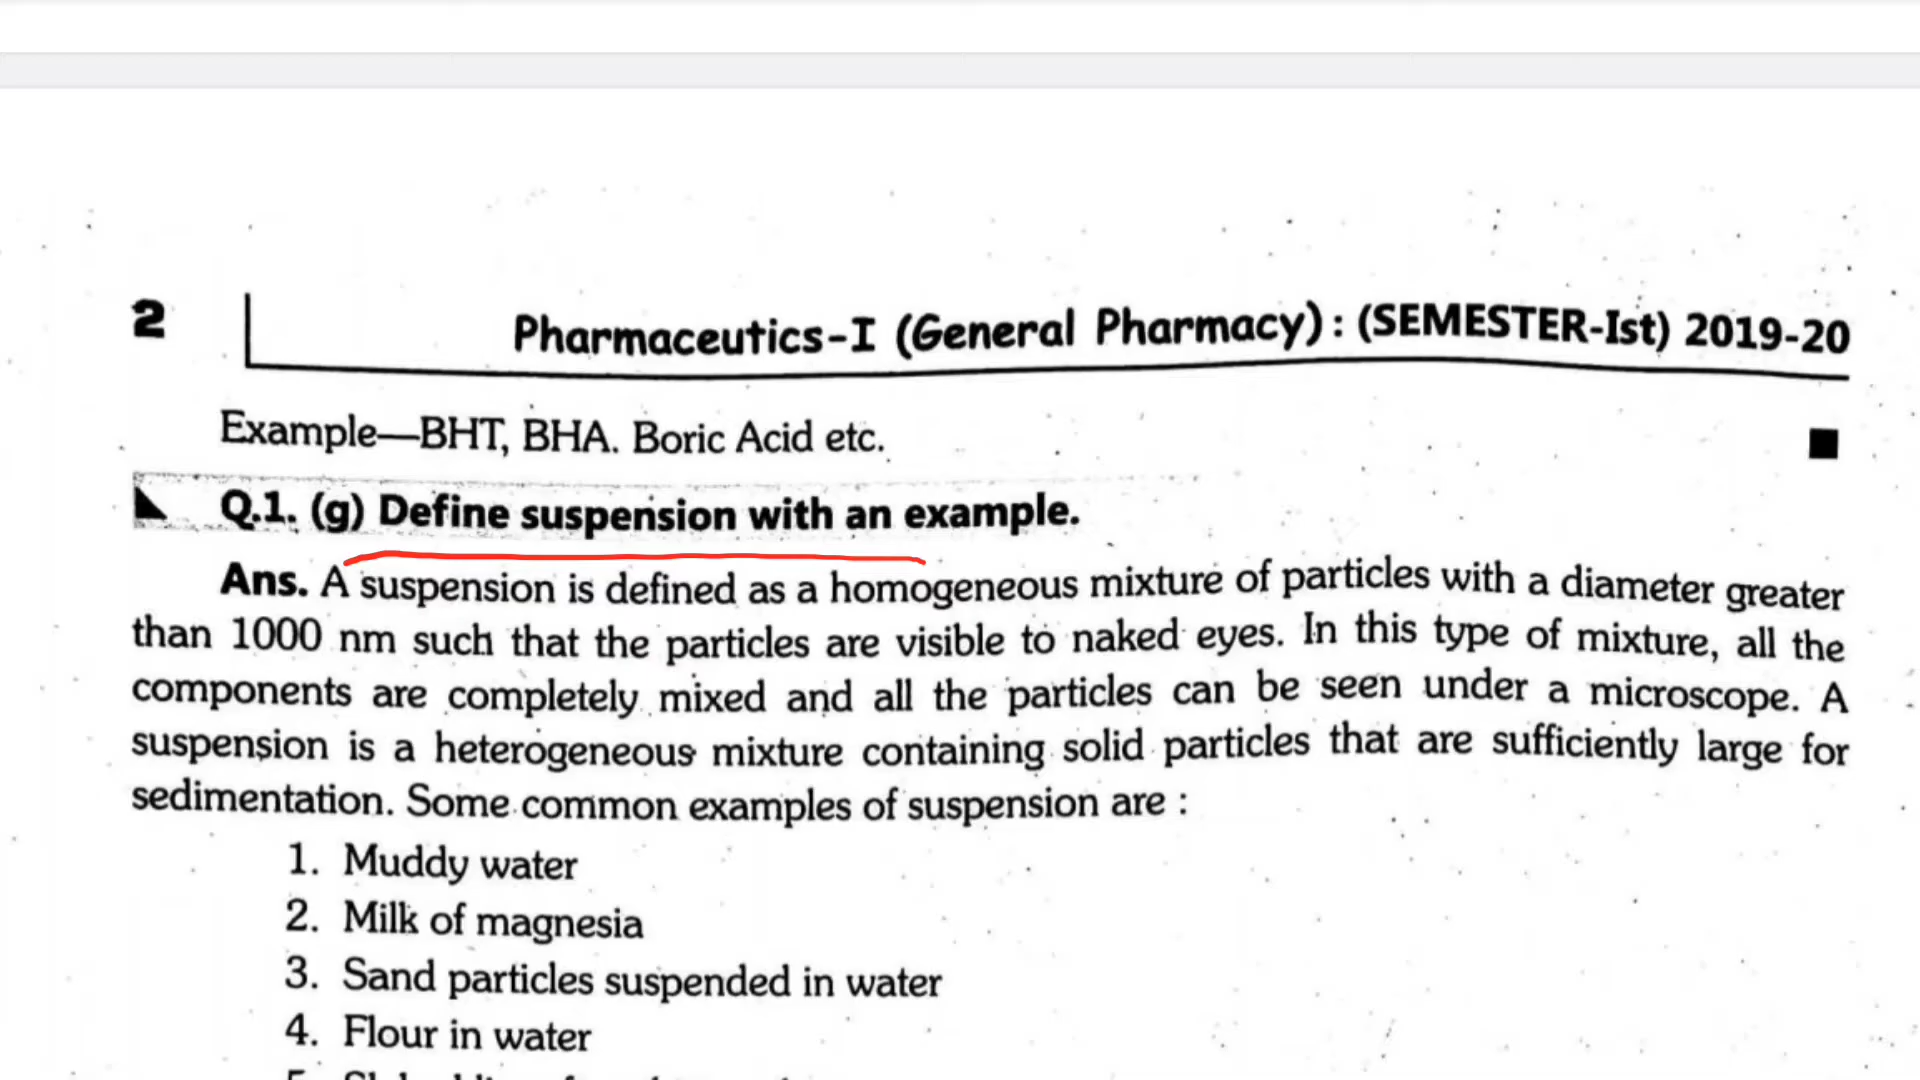 2
Pharmaceutics-I (General Pharmacy) : (SEMESTER-Ist) 2019-20
Example—BHT, BHA. Boric Acid etc.
Q.1. (g) Define suspension with an example.
Ans. A suspension is defined as a homogeneous mixture of particles with a diameter greater
than 1000 nm such that the particles are visible to naked eyes. In this type of mixture, all the
components are completely mixed and all the particles can be seen under a microscope. A
suspension is a heterogeneous mixture containing solid particles that are sufficiently large for
sedimentation. Some common examples of suspension are :
1. Muddy water
2. Milk of magnesia
3. Sand particles suspended in water
4. Flour in water